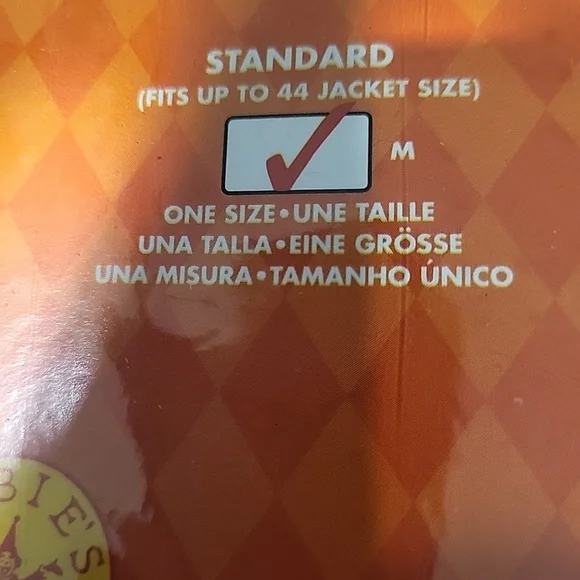 STANDARD
(FITS UP TO 44 JACKET SIZE)
M
ONE SIZE•UNE TAILLE
UNA TALLA•EINE GRÖSSE
UNA MISURA•TAMANHO ÚNICO
BIE'S